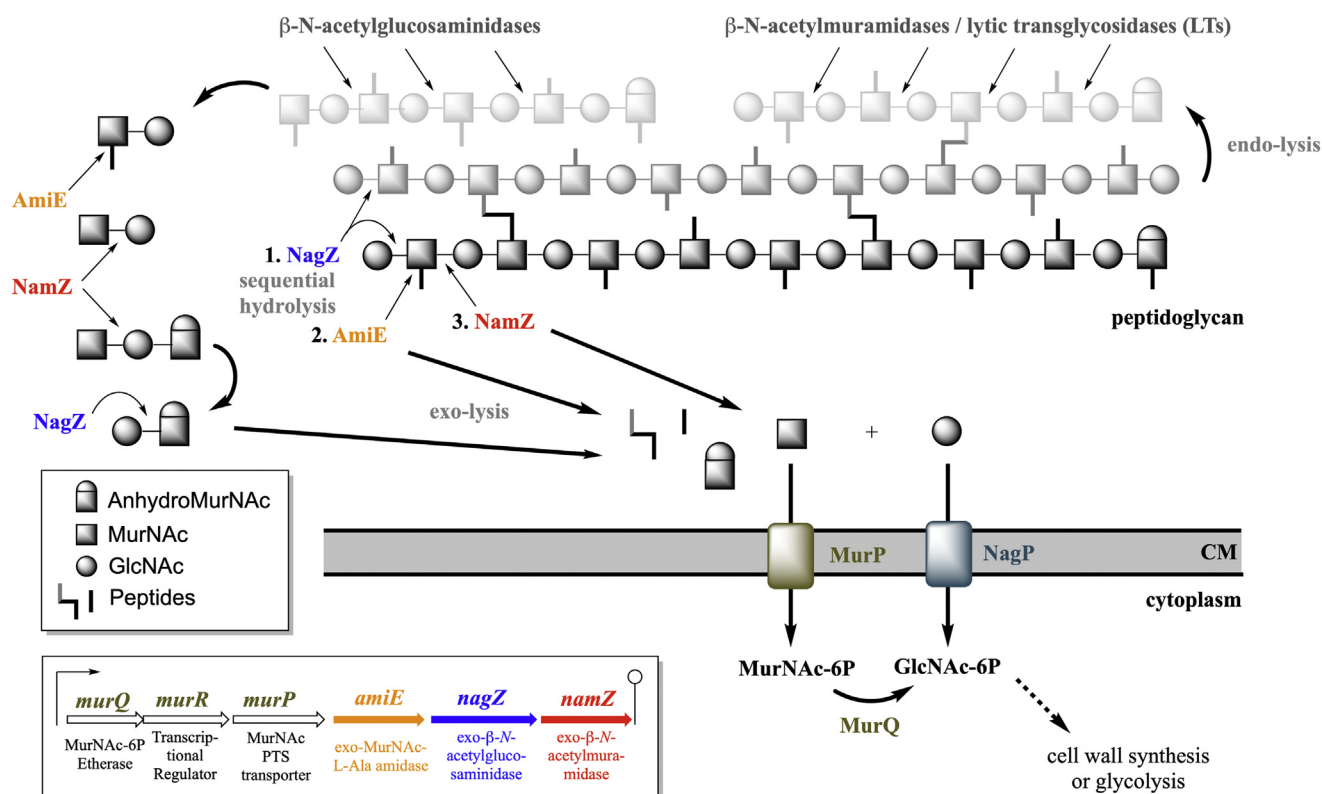 β-N-acetylglucosaminidases
β-N-acetylmuramidases / lytic transglycosidases (LTs)
endo-lysis
AmiE
NamZ
1. NagZ
sequential
hydrolysis
2. AmiE
3. NamZ
peptidoglycan
NagZ
exo-lysis
+
AnhydroMurNAc
MurNAc
GlcNAc
Peptides
MurP
NagP
CM
cytoplasm
MurNAc-6P
GlcNAc-6P
MurQ
cell wall synthesis
or glycolysis
murQ
MurNAc-6P
Etherase
murR
Transcrip-
tional
Regulator
murP
MurNAc
PTS
transporter
amiE
exo-MurNAc-
L-Ala amidase
nagZ
exo-β-N-
acetylgluco-
saminidase
namZ
exo-β-N-
acetylmura-
midase